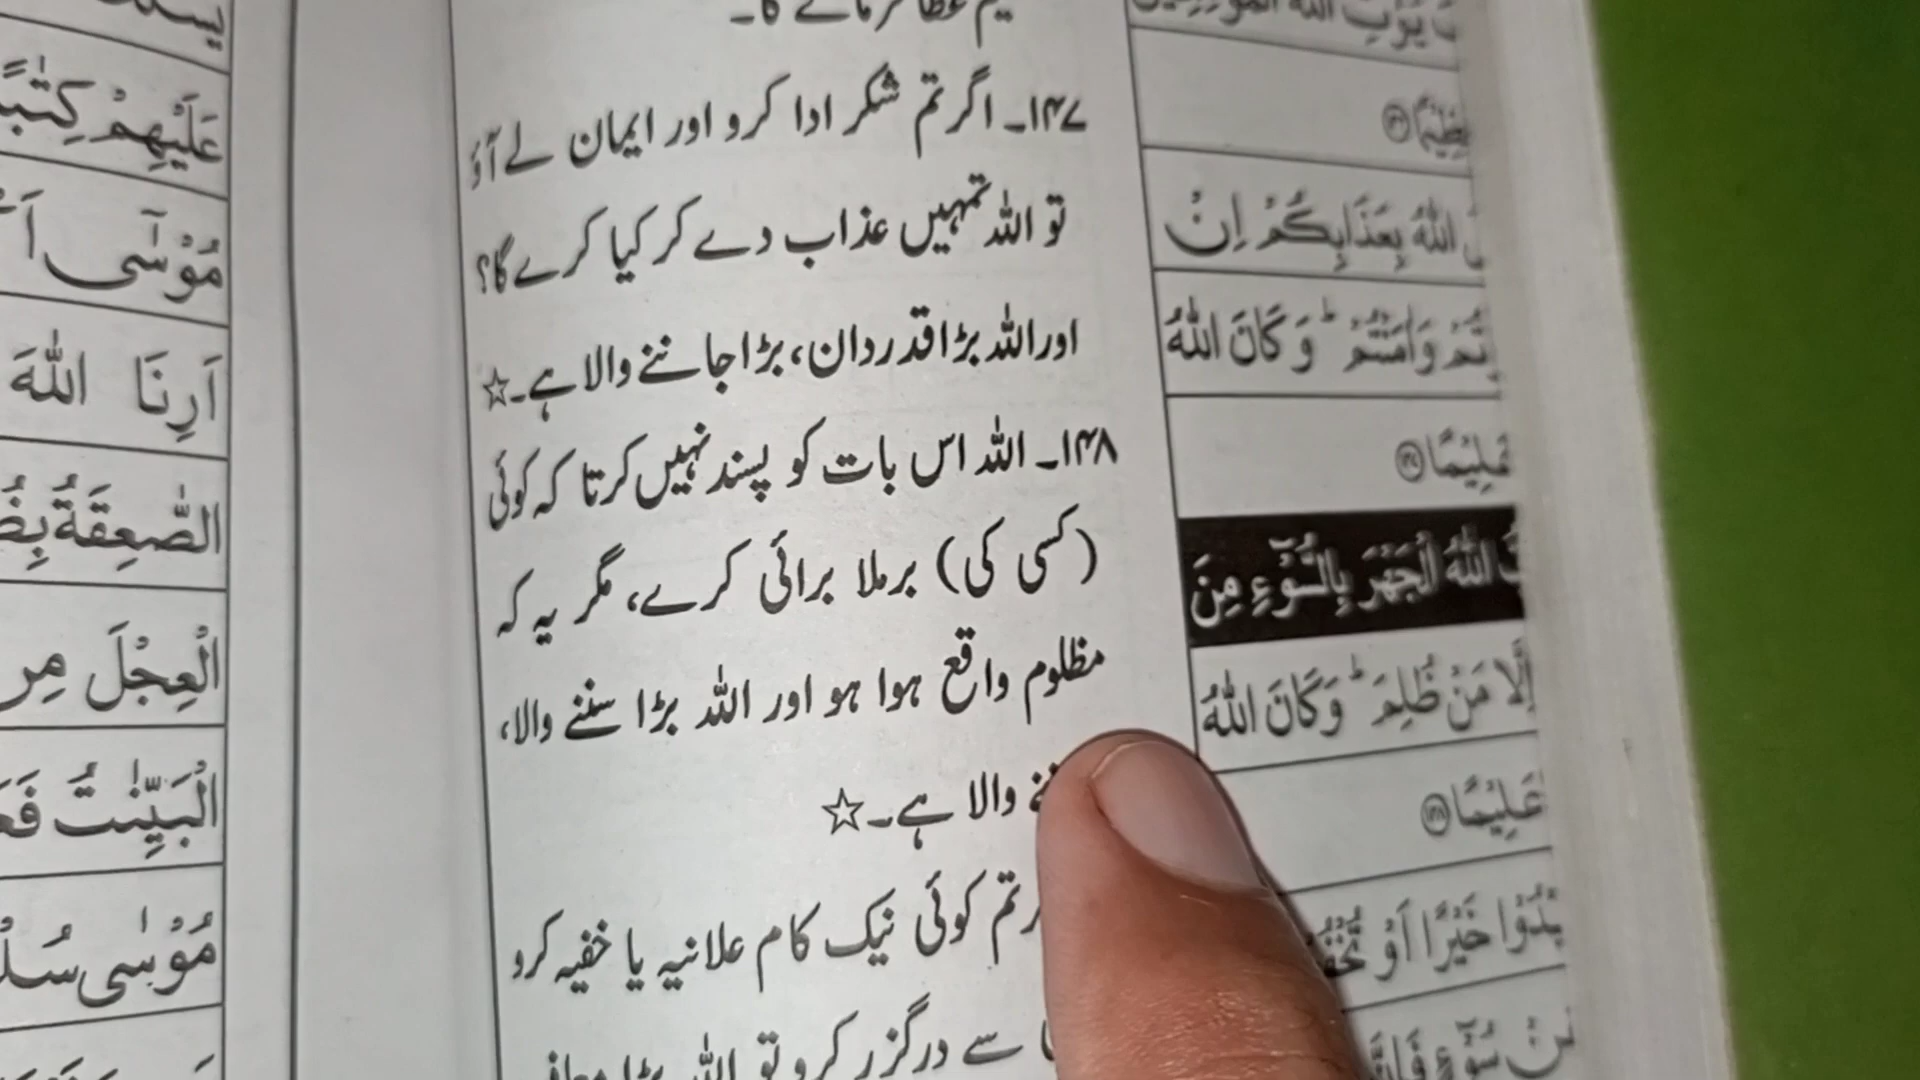 ۱۴۷۔ اگر تم شکر ادا کرو اور ایمان لے آؤ
تو اللہ تمہیں عذاب دے کر کیا کرے گا؟
اور اللہ بڑا قدردان، بڑا جاننے والا ہے۔☆
۱۴۸۔ اللہ اس بات کو پسند نہیں کرتا کہ کوئی
(کسی کی) برملا برائی کرے، مگر یہ کہ
مظلوم واقع ہوا ہو اور اللہ بڑا سننے والا،
والا ہے۔☆
تم کوئی نیک کام علانیہ یا خفیہ کرو
سے درگزر کرو تو اللہ بڑا
اللّٰهُ بِعَذَابِكُمْ اِنْ
وَاٰمَنْتُمْ ؕ وَكَانَ اللّٰهُ
عَلِيْمًا
اللّٰهُ الْجَهْرَ بِالسُّوْٓءِ مِنَ
اِلَّا مَنْ ظُلِمَ ؕ وَكَانَ اللّٰهُ
عَلِيْمًا ۱۴۸
خَيْرًا اَوْ
سُوْٓءٍ
عَلَيْهِمْ كِتٰبًا
مُوْسٰٓى
اَرِنَا اللّٰهَ
الصّٰعِقَةُ
الْعِجْلَ
الْبَيِّنٰتُ
مُوْسٰى